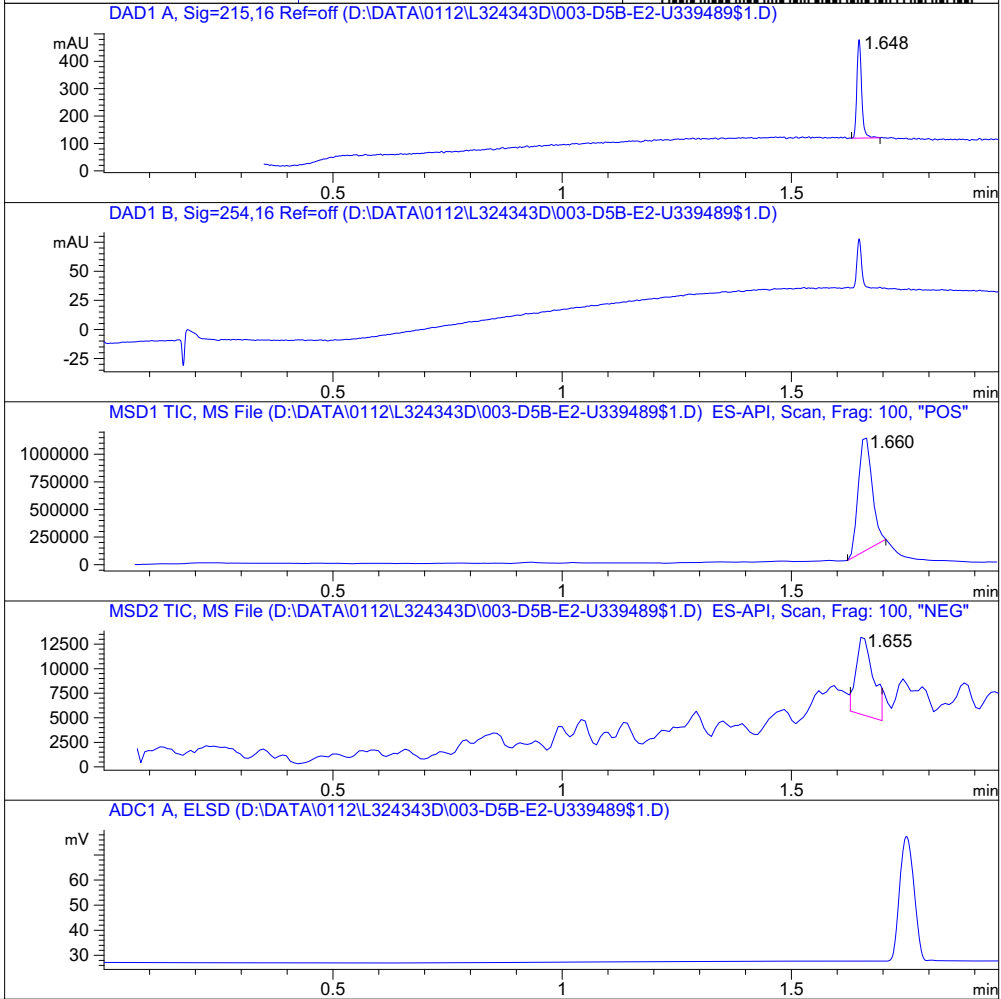 DAD1 A, Sig=215,16 Ref=off (D:\DATA\0112\L324343D\003-D5B-E2-U339489$1.D)
mAU
1.648
400
300
200
100
0
0.5 1 1.5 min
DAD1 B, Sig=254,16 Ref=off (D:\DATA\0112\L324343D\003-D5B-E2-U339489$1.D)
mAU
50
25
0
-25
0.5 1 1.5 min
MSD1 TIC, MS File (D:\DATA\0112\L324343D\003-D5B-E2-U339489$1.D) ES-API, Scan, Frag: 100, "POS"
1.660
1000000
750000
500000
250000
0
0.5 1 1.5 min
MSD2 TIC, MS File (D:\DATA\0112\L324343D\003-D5B-E2-U339489$1.D) ES-API, Scan, Frag: 100, "NEG"
12500
1.655
10000
7500
5000
2500
0
0.5 1 1.5 min
ADC1 A, ELSD (D:\DATA\0112\L324343D\003-D5B-E2-U339489$1.D)
mV
60
50
40
30
0.5 1 1.5 min